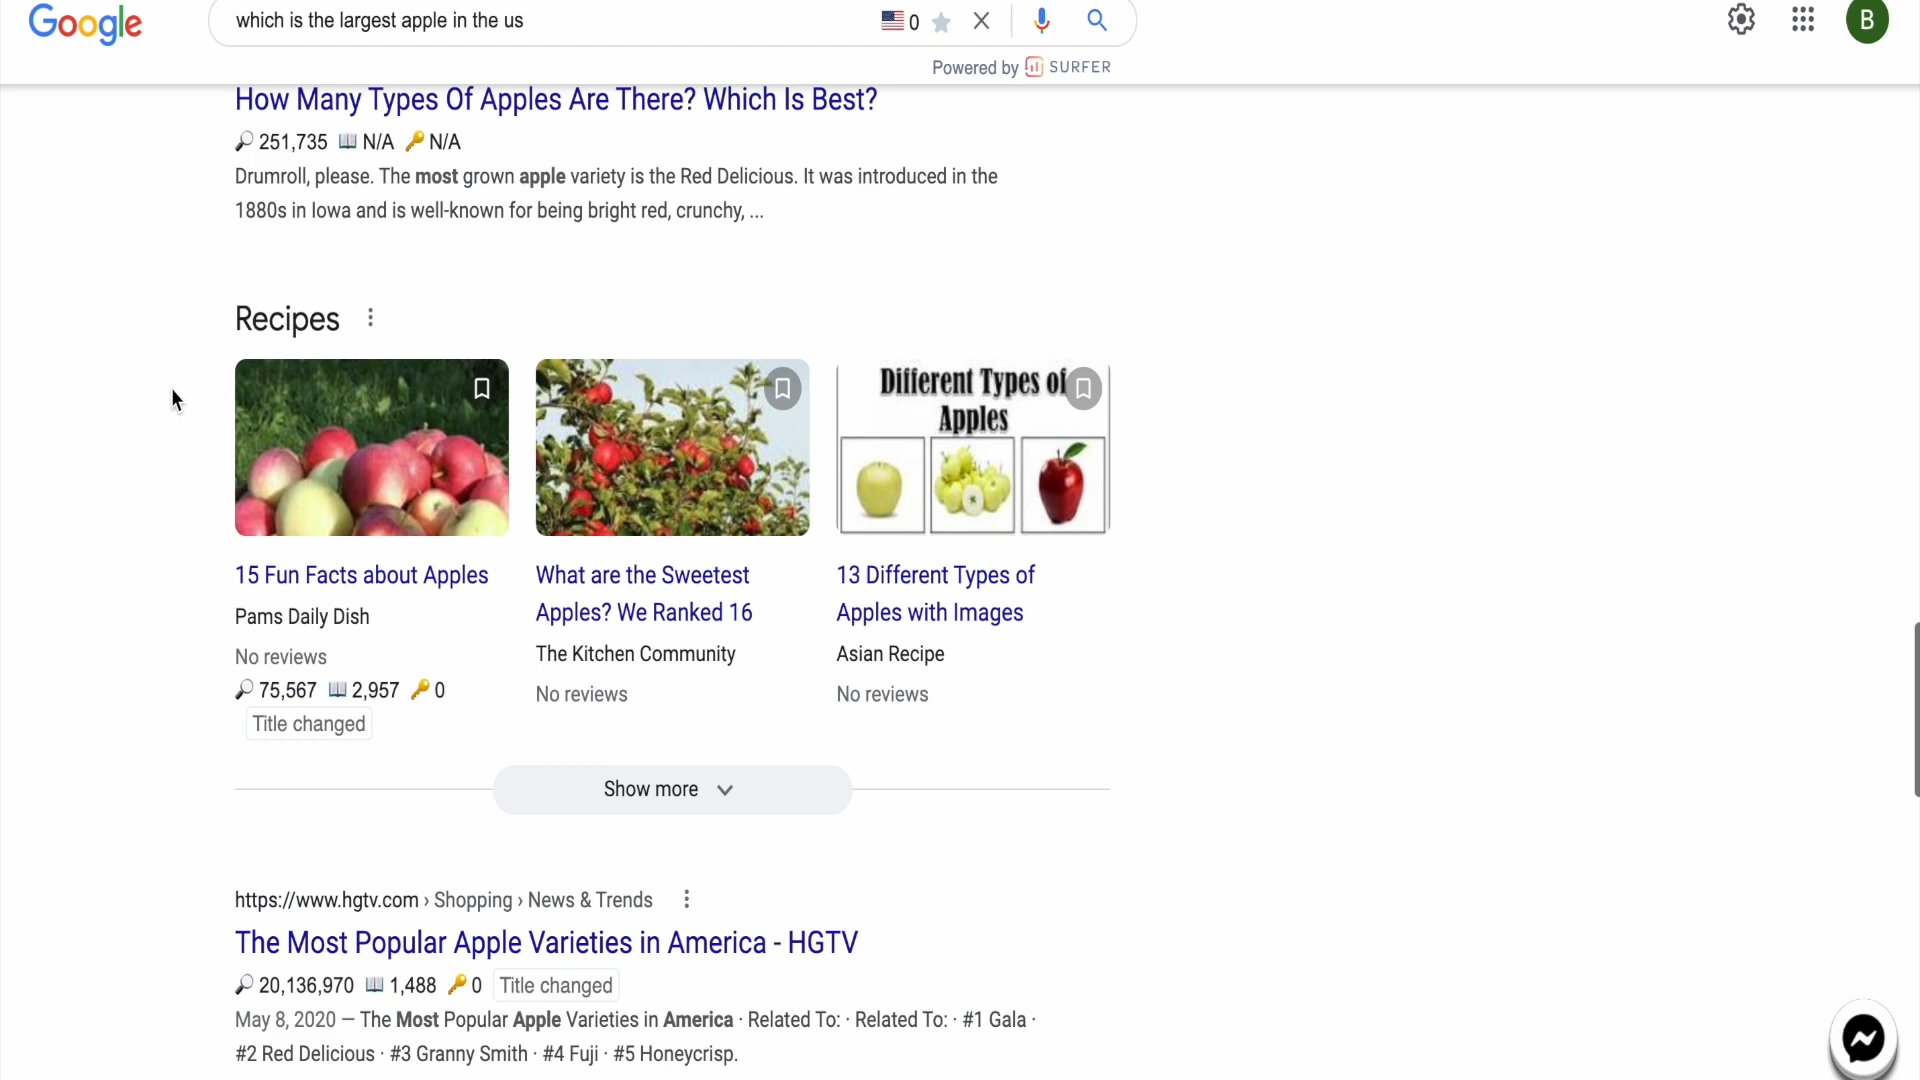 Google
which is the largest apple in the us
0
B
Powered by SURFER
How Many Types Of Apples Are There? Which Is Best?
251,735 N/A N/A
Drumroll, please. The most grown apple variety is the Red Delicious. It was introduced in the
1880s in Iowa and is well-known for being bright red, crunchy, ...
Recipes
Different Types of
Apples
15 Fun Facts about Apples
Pams Daily Dish
No reviews
75,567 2,957 0
Title changed
What are the Sweetest
Apples? We Ranked 16
The Kitchen Community
No reviews
13 Different Types of
Apples with Images
Asian Recipe
No reviews
Show more
https://www.hgtv.com › Shopping › News & Trends
The Most Popular Apple Varieties in America - HGTV
20,136,970 1,488 0 Title changed
May 8, 2020 — The Most Popular Apple Varieties in America · Related To: · Related To: · #1 Gala ·
#2 Red Delicious · #3 Granny Smith · #4 Fuji · #5 Honeycrisp.